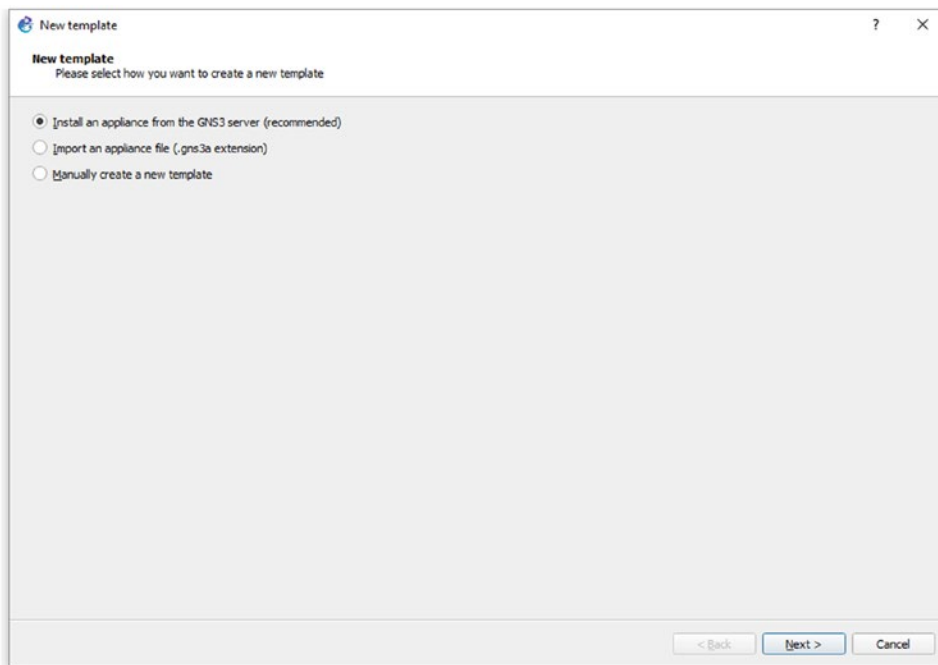 New template
?
New template
Please select how you want to create a new template
Install an appliance from the GNS3 server (recommended)
Import an appliance file (.gns3a extension)
Manually create a new template
< Back
Next >
Cancel